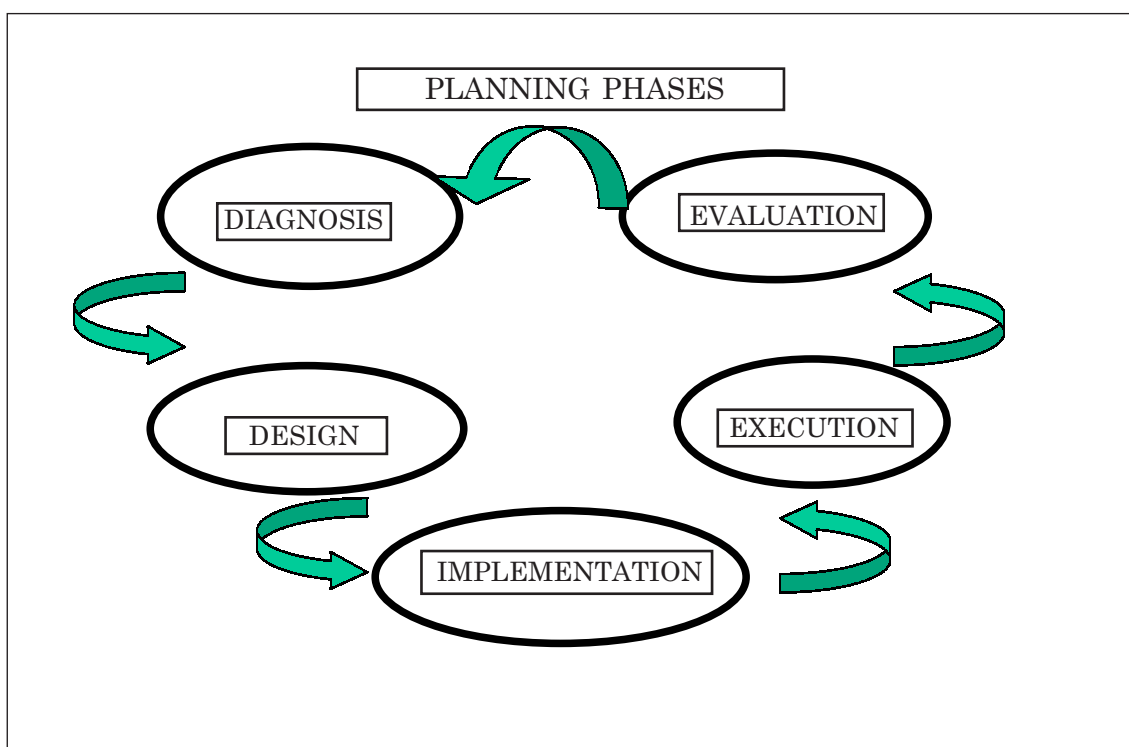 PLANNING PHASES
DIAGNOSIS
EVALUATION
DESIGN
EXECUTION
IMPLEMENTATION